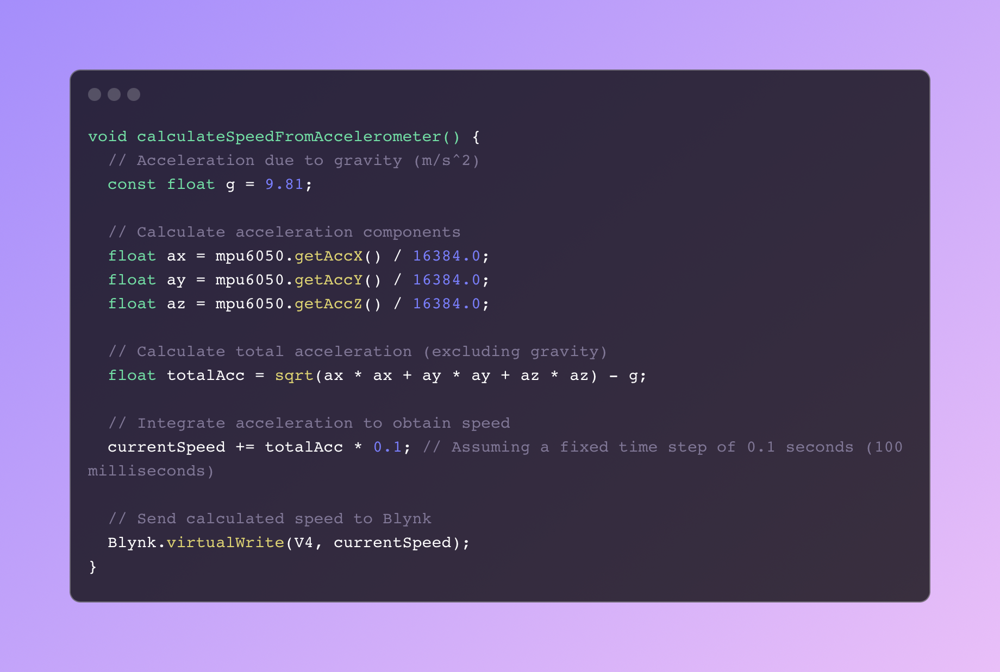 void calculateSpeedFromAccelerometer() {
  // Acceleration due to gravity (m/s^2)
  const float g = 9.81;

  // Calculate acceleration components
  float ax = mpu6050.getAccX() / 16384.0;
  float ay = mpu6050.getAccY() / 16384.0;
  float az = mpu6050.getAccZ() / 16384.0;

  // Calculate total acceleration (excluding gravity)
  float totalAcc = sqrt(ax * ax + ay * ay + az * az) - g;

  // Integrate acceleration to obtain speed
  currentSpeed += totalAcc * 0.1; // Assuming a fixed time step of 0.1 seconds (100
milliseconds)

  // Send calculated speed to Blynk
  Blynk.virtualWrite(V4, currentSpeed);
}